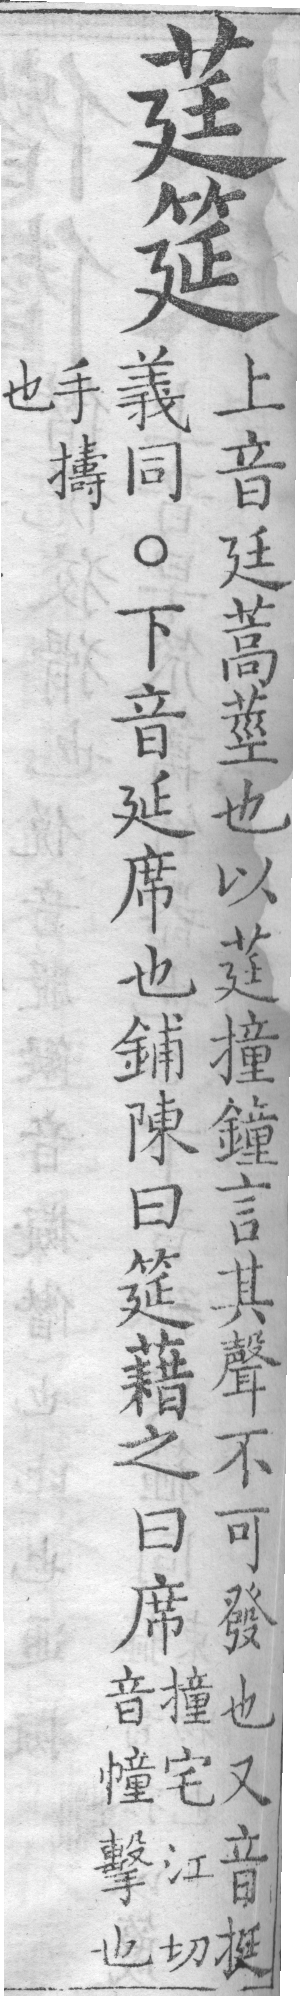 莛筵
上音廷蒿莖也以莛撞鐘言其聲不可發也又音挺
義同○下音延席也鋪陳曰筵藉之曰席
撞宅江切
音幢擊也
手擣
也